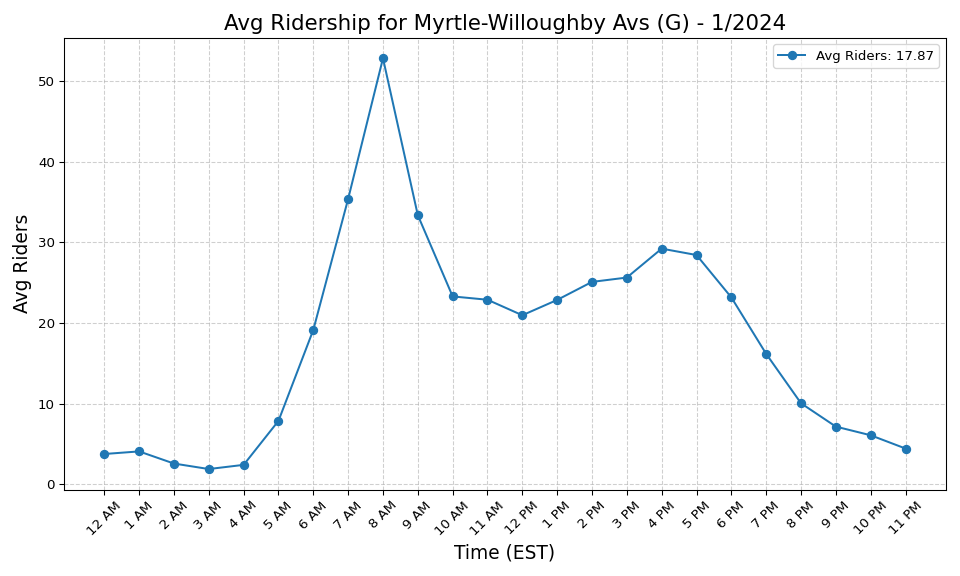 Avg Ridership for Myrtle-Willoughby Avs (G) - 1/2024
Avg Riders: 17.87
Avg Riders
50
40
30
20
10
0
12 AM
1 AM
2 AM
3 AM
4 AM
5 AM
6 AM
7 AM
8 AM
9 AM
10 AM
11 AM
12 PM
1 PM
2 PM
3 PM
4 PM
5 PM
6 PM
7 PM
8 PM
9 PM
10 PM
11 PM
Time (EST)